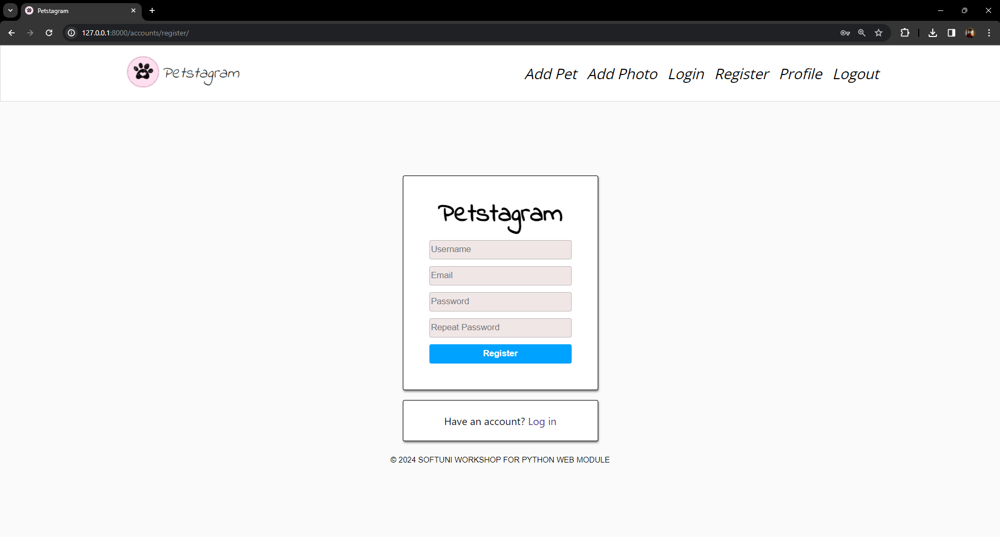 Petstagram
127.0.0.1:8000/accounts/register/
Petstagram
Add Pet Add Photo Login Register Profile Logout
Petstagram
Username
Email
Password
Repeat Password
Register
Have an account? Log in
© 2024 SOFTUNI WORKSHOP FOR PYTHON WEB MODULE